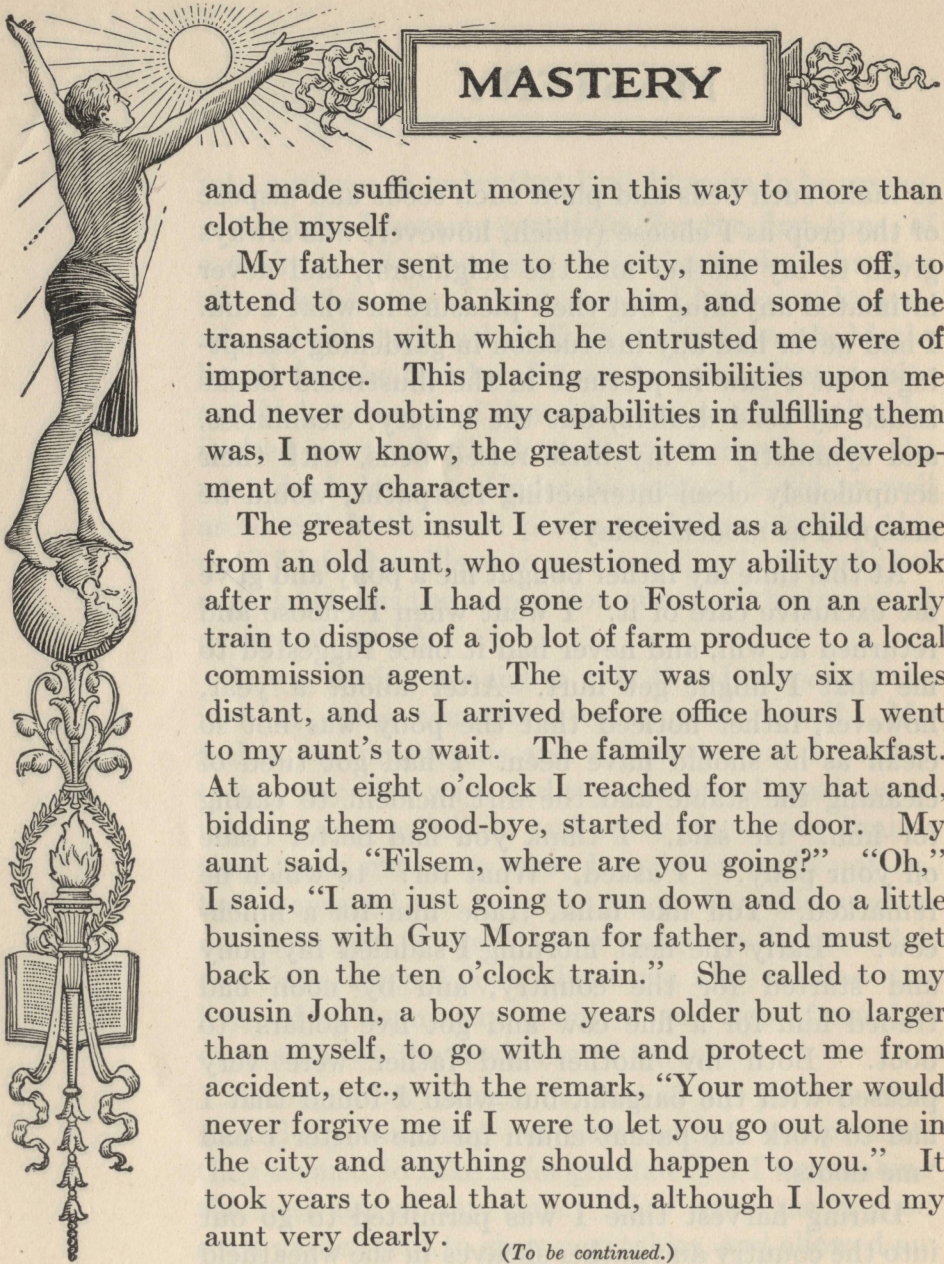 MASTERY
and made sufficient money in this way to more than
clothe myself.
My father sent me to the city, nine miles off, to
attend to some banking for him, and some of the
transactions with which he entrusted me were of
importance. This placing responsibilities upon me
and never doubting my capabilities in fulfilling them
was, I now know, the greatest item in the develop-
ment of my character.
The greatest insult I ever received as a child came
from an old aunt, who questioned my ability to look
after myself. I had gone to Fostoria on an early
train to dispose of a job lot of farm produce to a local
commission agent. The city was only six miles
distant, and as I arrived before office hours I went
to my aunt's to wait. The family were at breakfast.
At about eight o'clock I reached for my hat and,
bidding them good-bye, started for the door. My
aunt said, “Filsem, where are you going?” “Oh,”
I said, “I am just going to run down and do a little
business with Guy Morgan for father, and must get
back on the ten o'clock train.” She called to my
cousin John, a boy some years older but no larger
than myself, to go with me and protect me from
accident, etc., with the remark, “Your mother would
never forgive me if I were to let you go out alone in
the city and anything should happen to you.” It
took years to heal that wound, although I loved my
aunt very dearly.
(To be continued.)